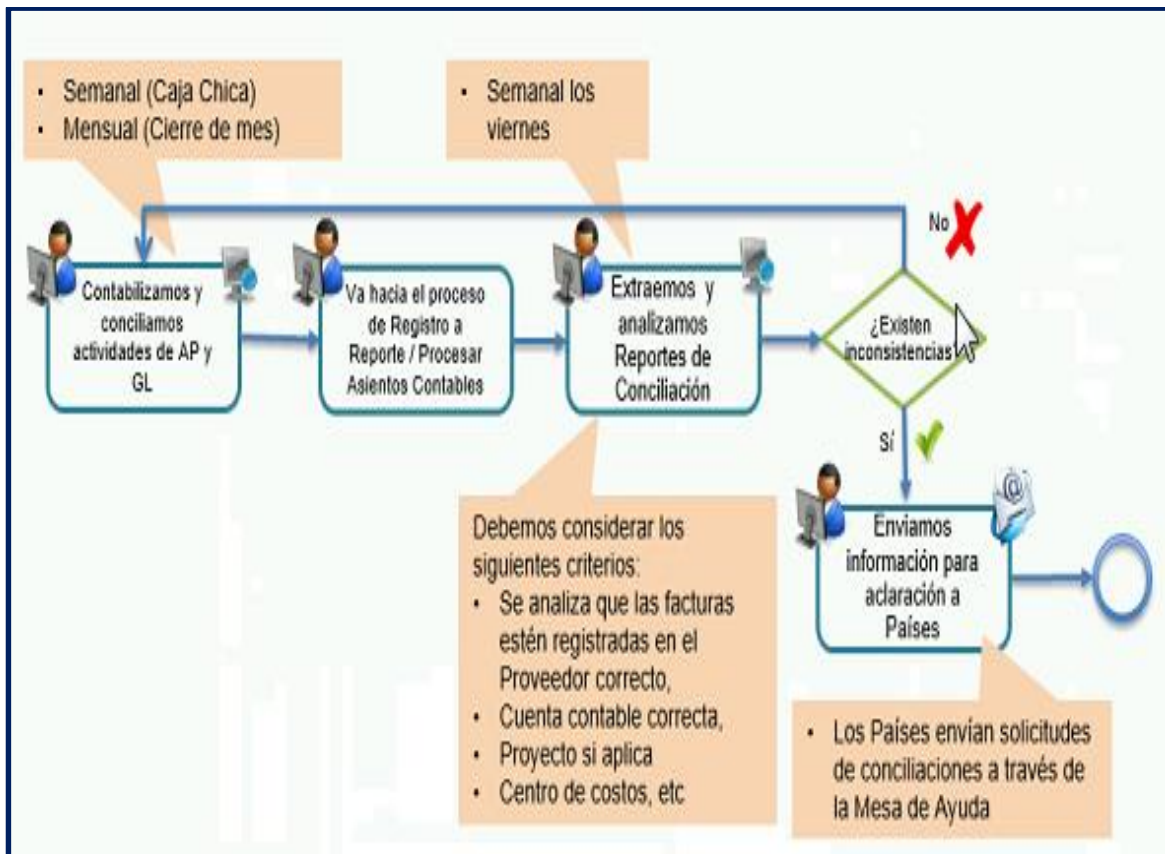 • Semanal (Caja Chica)
• Mensual (Cierre de mes)
• Semanal los
viernes
Contabilizamos y
conciliamos
actividades de AP y
GL
Va hacia el proceso
de Registro a
Reporte / Procesar
Asientos Contables
Extraemos y
analizamos
Reportes de
Conciliación
¿Existen
inconsistencias
No
Sí
Enviamos
información para
aclaración a
Países
Debemos considerar los
siguientes criterios:
• Se analiza que las facturas
estén registradas en el
Proveedor correcto,
• Cuenta contable correcta,
• Proyecto si aplica
• Centro de costos, etc
• Los Países envían solicitudes
de conciliaciones a través de
la Mesa de Ayuda